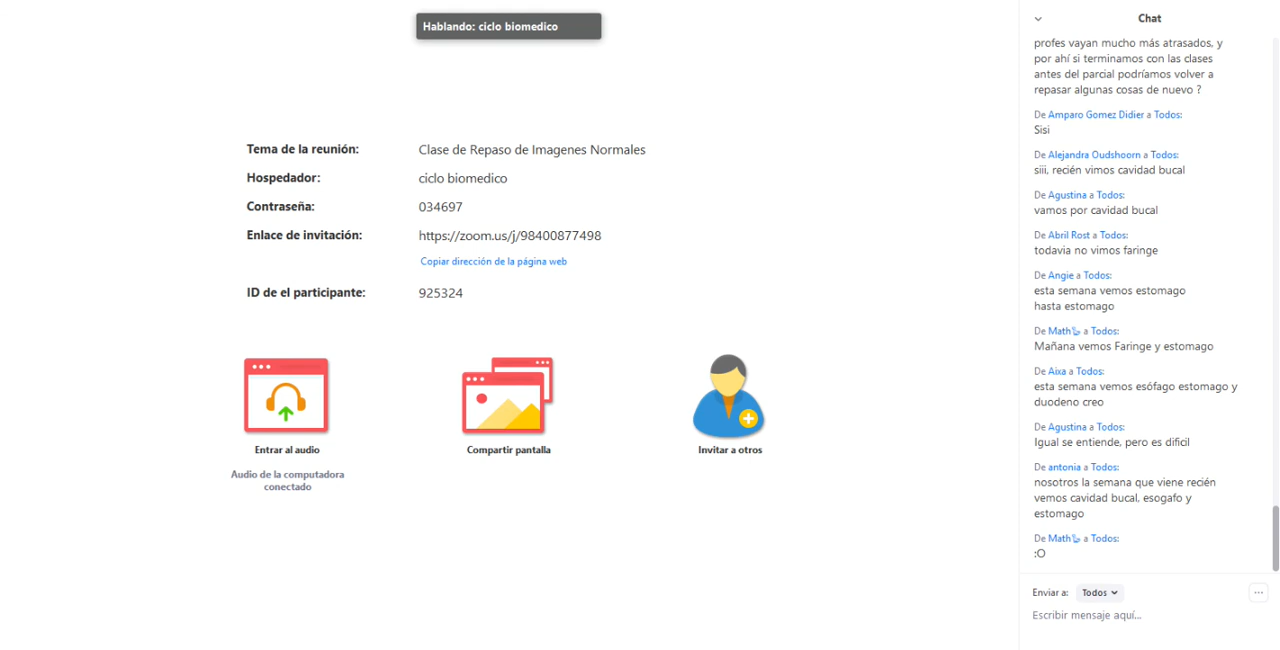 Hablando: ciclo biomedico
Tema de la reunión: Clase de Repaso de Imagenes Normales
Hospedador: ciclo biomedico
Contraseña: 034697
Enlace de invitación: https://zoom.us/j/98400877498
Copiar dirección de la página web
ID de el participante: 925324
Entrar al audio
Audio de la computadora
conectado
Compartir pantalla
Invitar a otros
Chat
profes vayan mucho más atrasados, y
por ahí si terminamos con las clases
antes del parcial podríamos volver a
repasar algunas cosas de nuevo ?
De Amparo Gomez Didier a Todos:
Sisi
De Alejandra Oudshoorn a Todos:
siii, recién vimos cavidad bucal
De Agustina a Todos:
vamos por cavidad bucal
De Abril Rost a Todos:
todavia no vimos faringe
De Angie a Todos:
esta semana vemos estomago
hasta estomago
De Math🦢 a Todos:
Mañana vemos Faringe y estomago
De Aixa a Todos:
esta semana vemos esófago estomago y
duodeno creo
De Agustina a Todos:
Igual se entiende, pero es dificil
De antonia a Todos:
nosotros la semana que viene recién
vemos cavidad bucal, esogafo y
estomago
De Math🦢 a Todos:
:O
Enviar a: Todos
Escribir mensaje aquí...